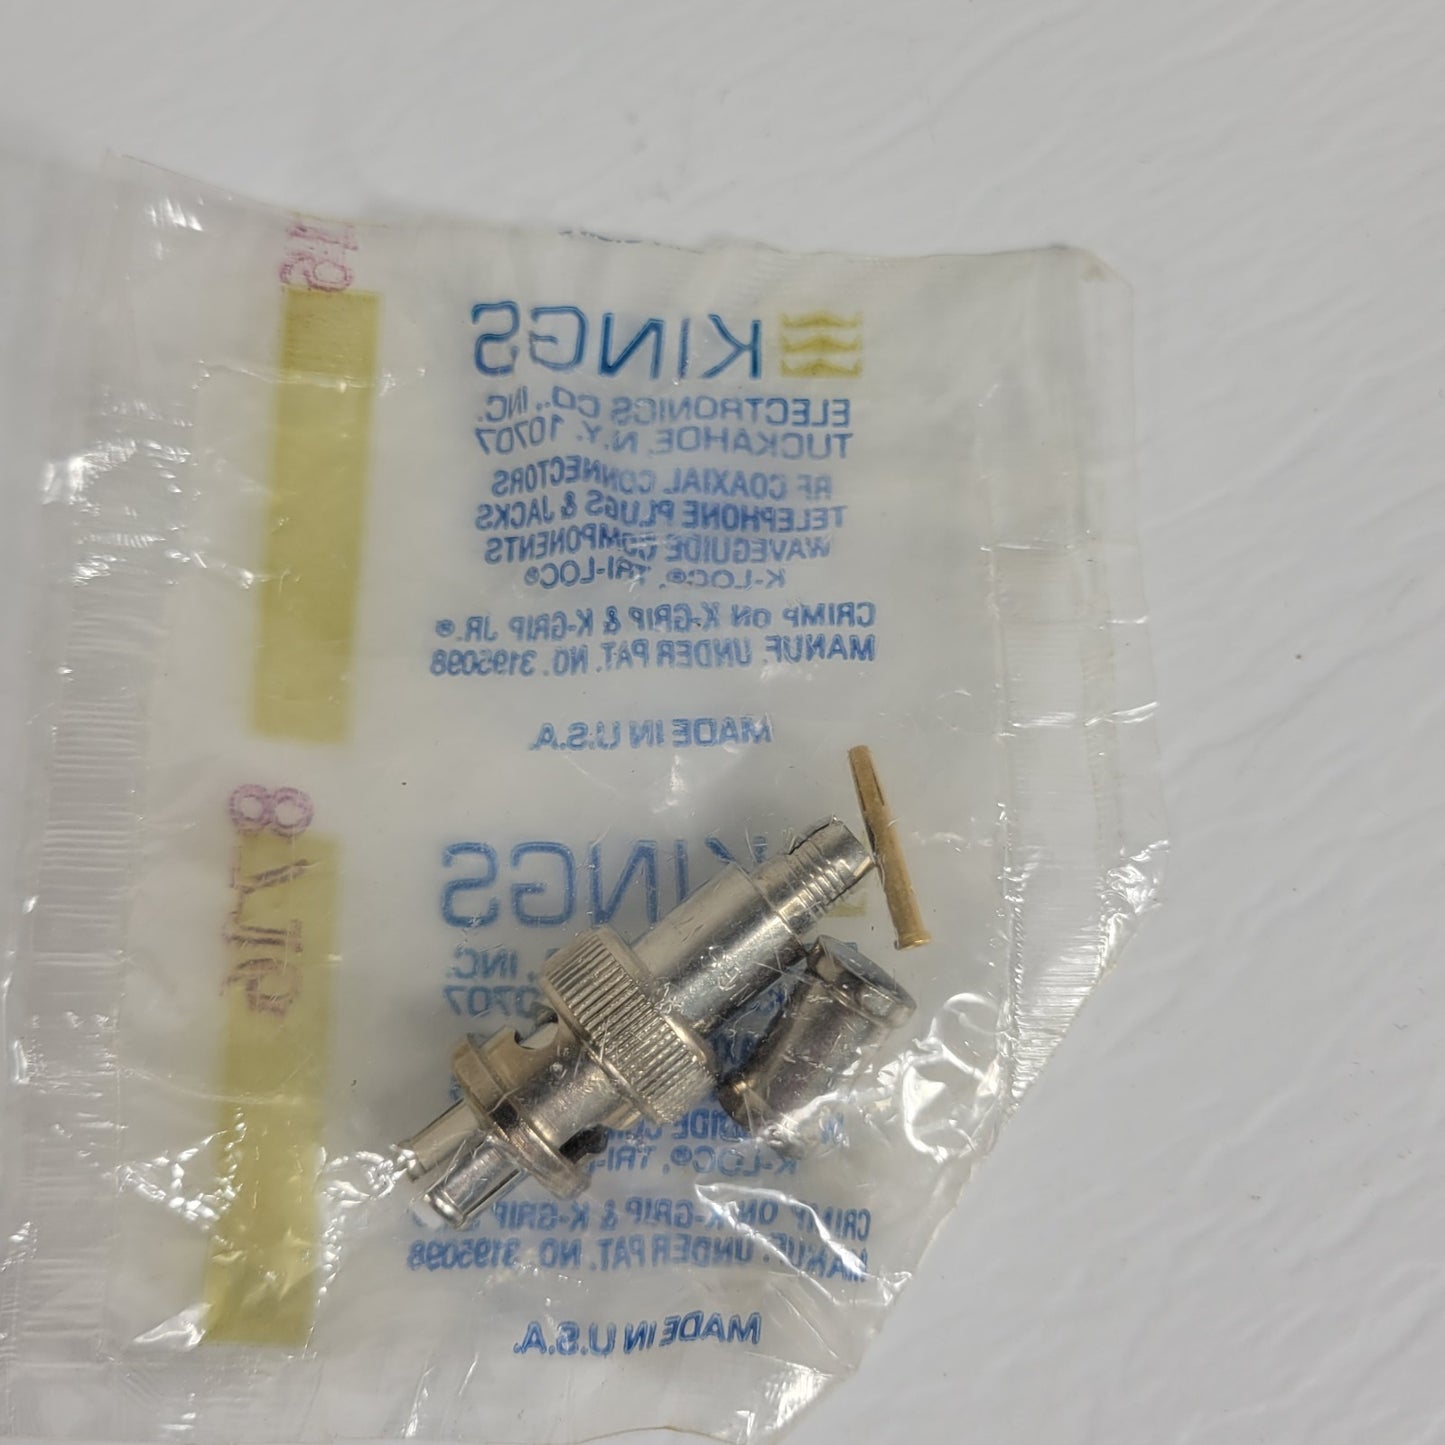 KINGS
ELECTRONICS CO., INC.
TUCKAHOE, N.Y. 10707
RF COAXIAL CONNECTORS
TELEPHONE PLUGS & JACKS
WAVEGUIDE COMPONENTS
K-LOC®, TRI-LOC®
CRIMP ON K-GRIP & K-GRIP JR.®
MANUF UNDER PAT. NO. 3195098
MADE IN U.S.A.
KINGS
, INC.
0707
K-LOC®, TRI-
CRIMP ON K-GRIP & K-GRIP
MANUF. UNDER PAT. NO. 3195098
MADE IN U.S.A.